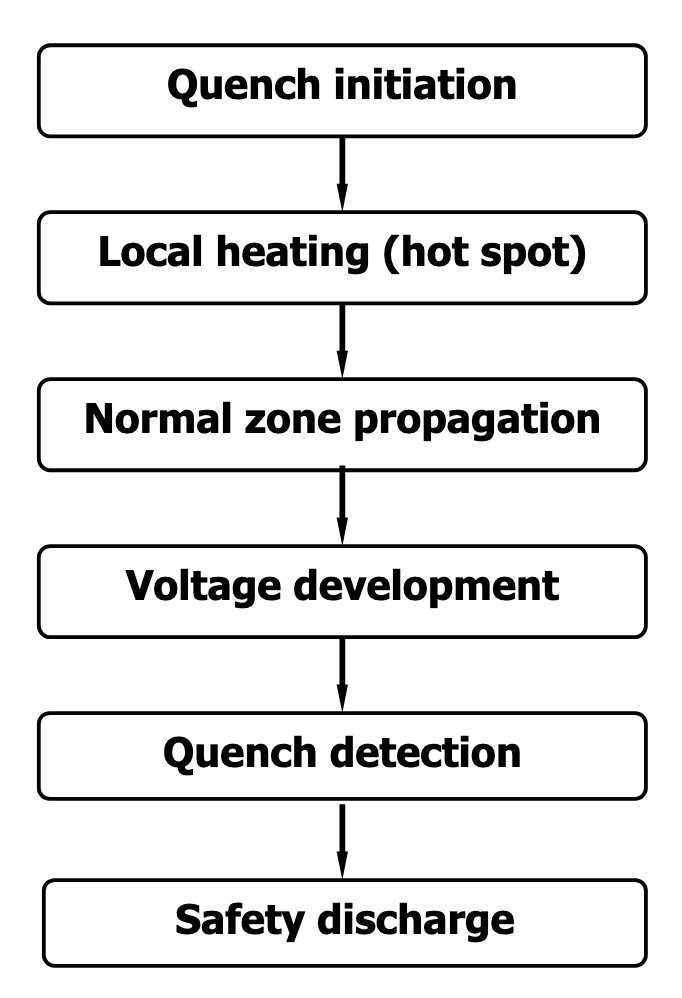 Quench initiation
Local heating (hot spot)
Normal zone propagation
Voltage development
Quench detection
Safety discharge